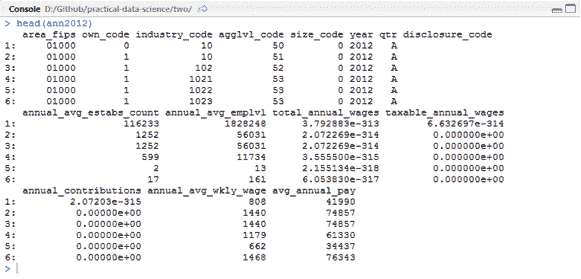 Console D:/Github/practical-data-science/two/
> head(ann2012)
area_fips own_code industry_code agglvl_code size_code year qtr disclosure_code
1: 01000 0 10 50 0 2012 A
2: 01000 1 10 51 0 2012 A
3: 01000 1 102 52 0 2012 A
4: 01000 1 1021 53 0 2012 A
5: 01000 1 1022 53 0 2012 A
6: 01000 1 1023 53 0 2012 A
annual_avg_estabs_count annual_avg_emplvl total_annual_wages taxable_annual_wages
1: 116233 1828248 3.792883e-313 6.632697e-314
2: 1252 56031 2.072269e-314 0.000000e+00
3: 1252 56031 2.072269e-314 0.000000e+00
4: 599 11734 3.555500e-315 0.000000e+00
5: 2 13 2.155134e-318 0.000000e+00
6: 17 161 6.053830e-317 0.000000e+00
annual_contributions annual_avg_wkly_wage avg_annual_pay
1: 2.07203e-315 808 41990
2: 0.00000e+00 1440 74857
3: 0.00000e+00 1440 74857
4: 0.00000e+00 1179 61330
5: 0.00000e+00 662 34437
6: 0.00000e+00 1468 76343
>